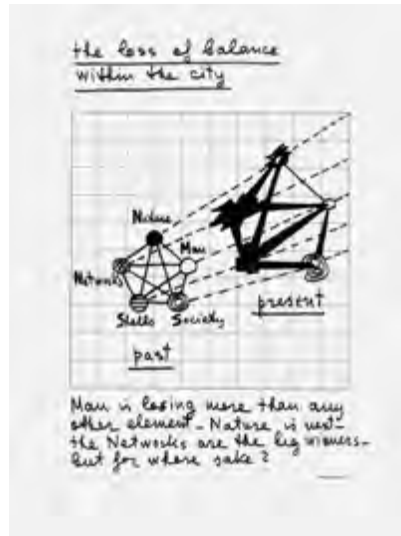 the loss of balance
within the city
Nature
Man
Networks
Shells
Society
present
past
Man is losing more than any
other element - Nature is next -
the Networks are the big winners -
but for whose sake?